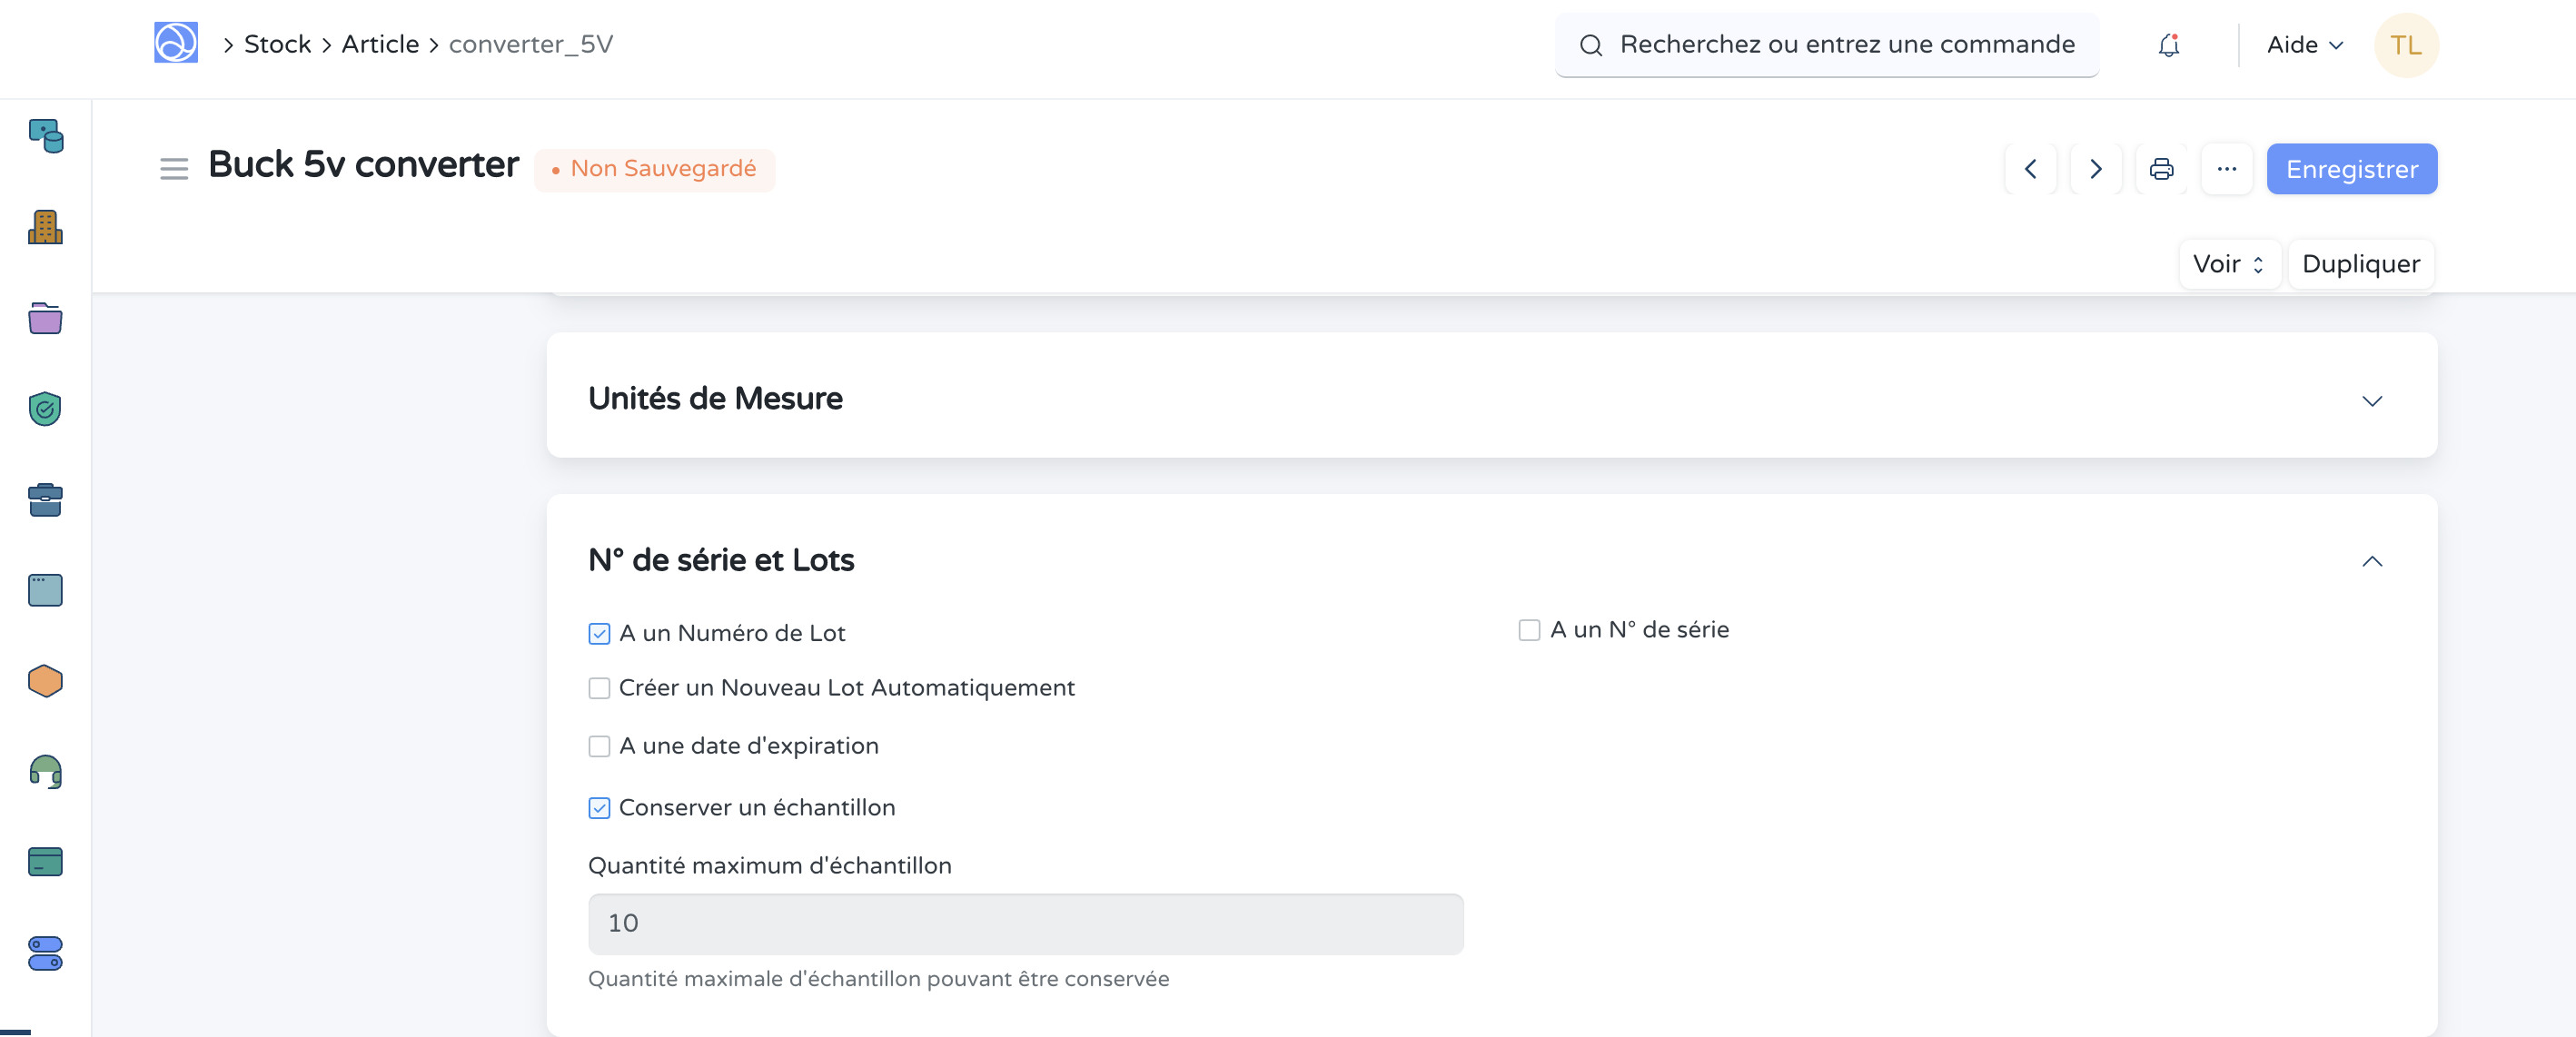 Stock
Article
converter_5V
Recherchez ou entrez une commande
Aide
TL
Buck 5v converter
Non Sauvegardé
Enregistrer
Voir
Dupliquer
Unités de Mesure
N° de série et Lots
A un Numéro de Lot
Créer un Nouveau Lot Automatiquement
A une date d'expiration
Conserver un échantillon
Quantité maximum d'échantillon
10
Quantité maximale d'échantillon pouvant être conservée
A un N° de série